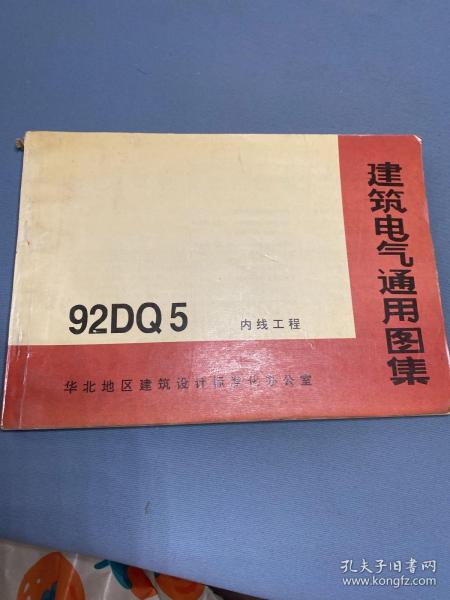 建筑电气通用图集
92DQ5 内线工程
华北地区建筑设计标准化办公室
孔夫子旧书网
www.kongfz.com